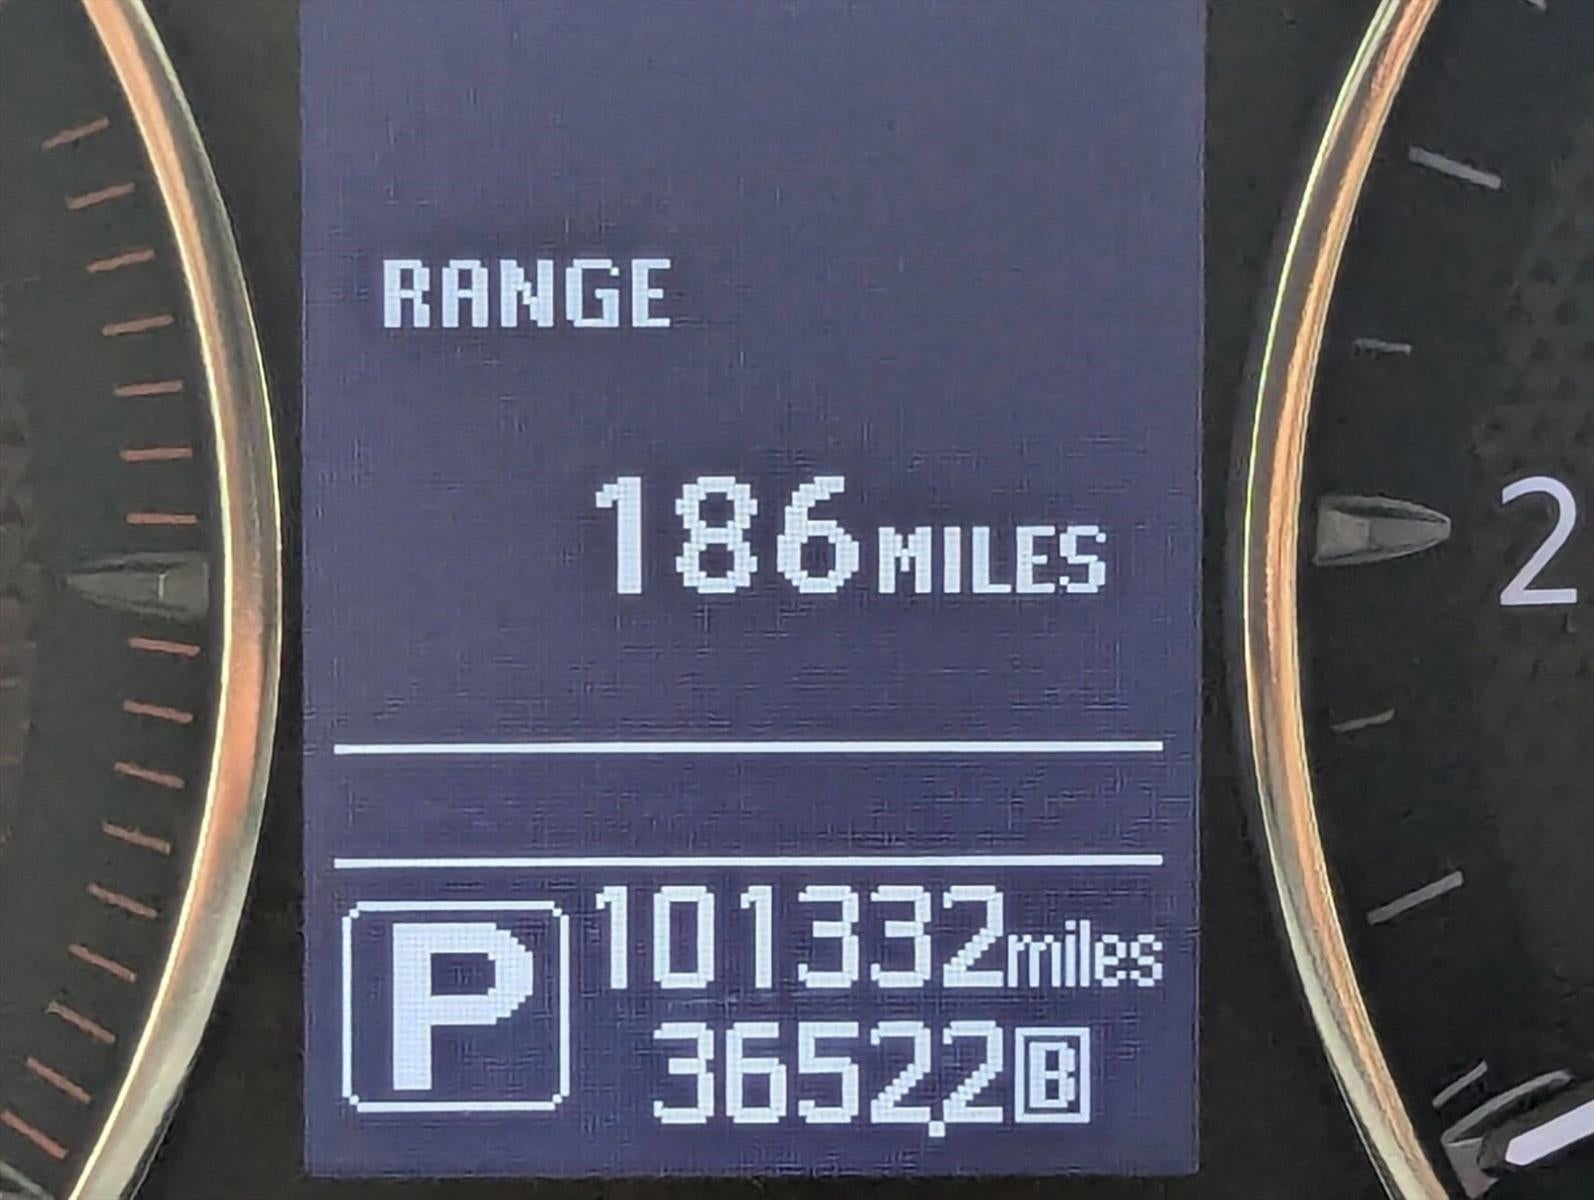 RANGE
186 MILES
2
P
101332 miles
3652.2 B